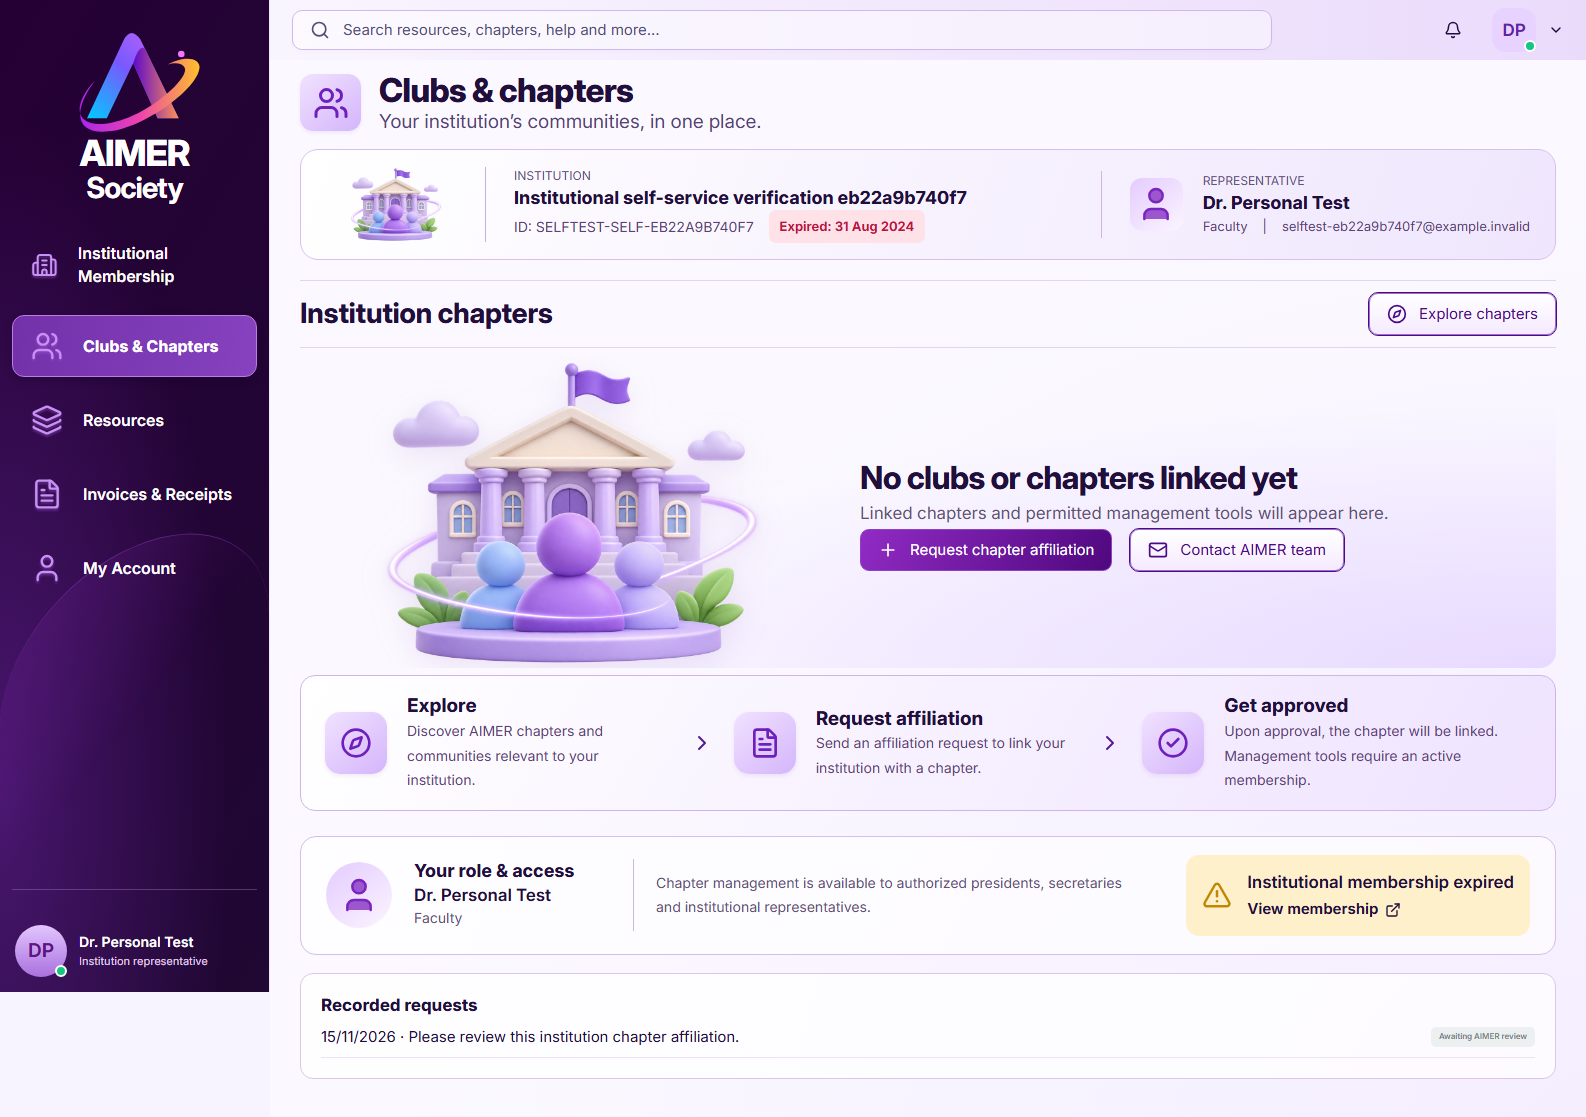 AIMER
Society
Institutional
Membership
Clubs & Chapters
Resources
Invoices & Receipts
My Account
DP
Dr. Personal Test
Institution representative
Search resources, chapters, help and more...
DP
Clubs & chapters
Your institution's communities, in one place.
INSTITUTION
Institutional self-service verification eb22a9b740f7
ID: SELFTEST-SELF-EB22A9B740F7
Expired: 31 Aug 2024
REPRESENTATIVE
Dr. Personal Test
Faculty | selftest-eb22a9b740f7@example.invalid
Institution chapters
Explore chapters
No clubs or chapters linked yet
Linked chapters and permitted management tools will appear here.
Request chapter affiliation
Contact AIMER team
Explore
Discover AIMER chapters and
communities relevant to your
institution.
Request affiliation
Send an affiliation request to link your
institution with a chapter.
Get approved
Upon approval, the chapter will be linked.
Management tools require an active
membership.
Your role & access
Dr. Personal Test
Faculty
Chapter management is available to authorized presidents, secretaries
and institutional representatives.
Institutional membership expired
View membership
Recorded requests
15/11/2026 · Please review this institution chapter affiliation.
Awaiting AIMER review